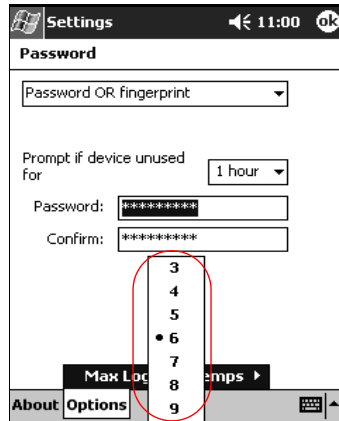 Settings 11:00 ok
Password
Password OR fingerprint
Prompt if device unused
for 1 hour
Password: *********
Confirm: *********
3
4
5
• 6
7
Max Log emps
8
About Options 9